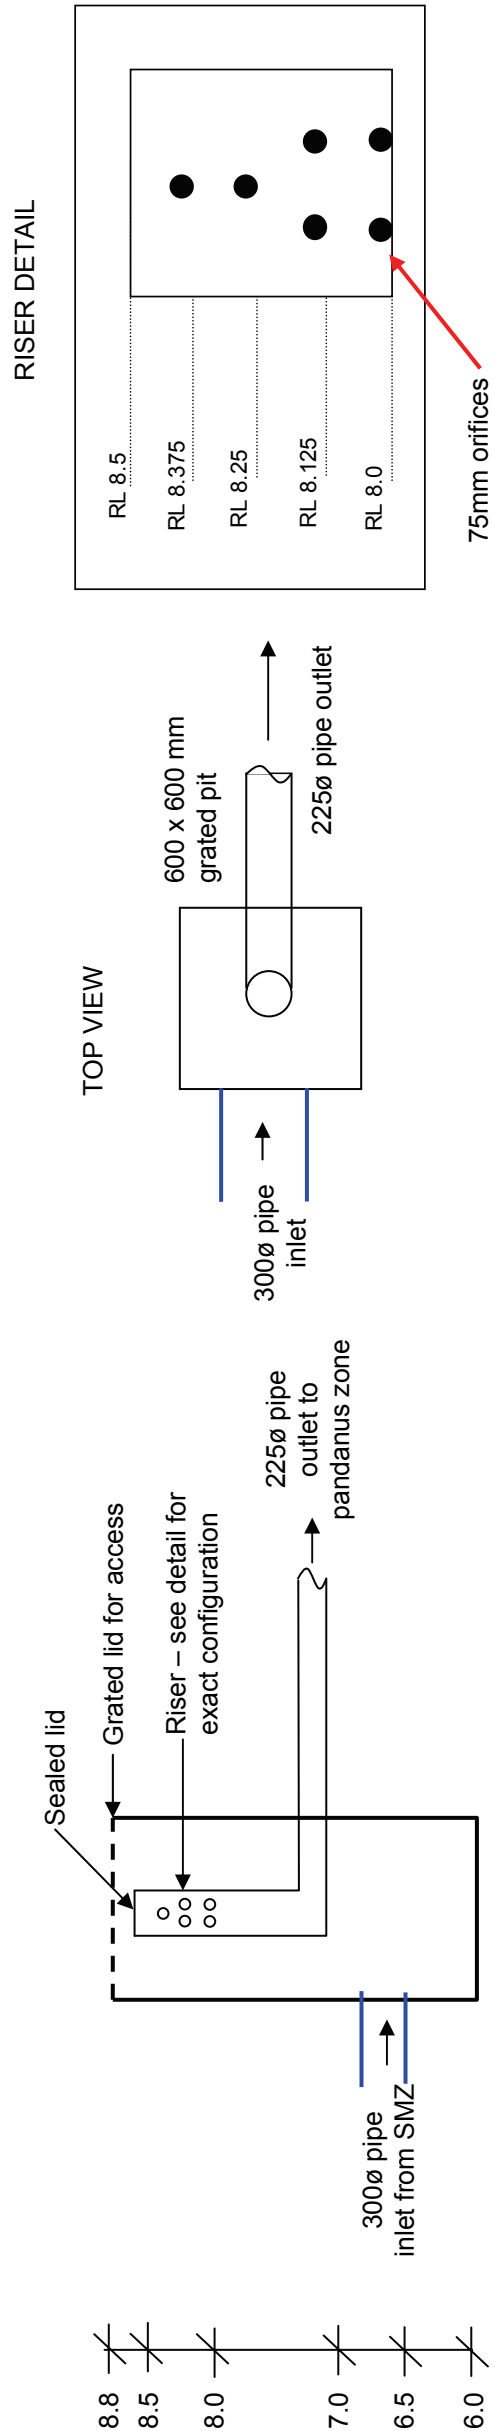 8.8
8.5
8.0
7.0
6.5
6.0
Sealed lid
Grated lid for access
Riser – see detail for
exact configuration
300ø pipe
inlet from SMZ
225ø pipe
outlet to
pandanus zone
TOP VIEW
600 x 600 mm
grated pit
300ø pipe
inlet
225ø pipe outlet
RISER DETAIL
RL 8.5
RL 8.375
RL 8.25
RL 8.125
RL 8.0
75mm orifices